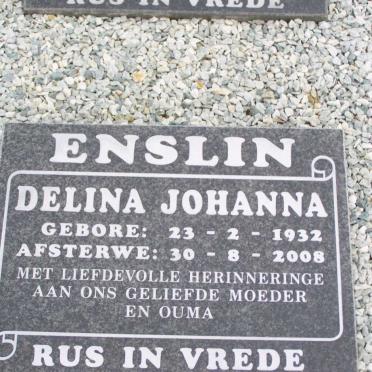 RUS IN VREDE
ENSLIN
DELINA JOHANNA
GEBORE: 23 - 2 - 1932
AFSTERWE: 30 - 8 - 2008
MET LIEFDEVOLLE HERINNERINGE
AAN ONS GELIEFDE MOEDER
EN OUMA
RUS IN VREDE